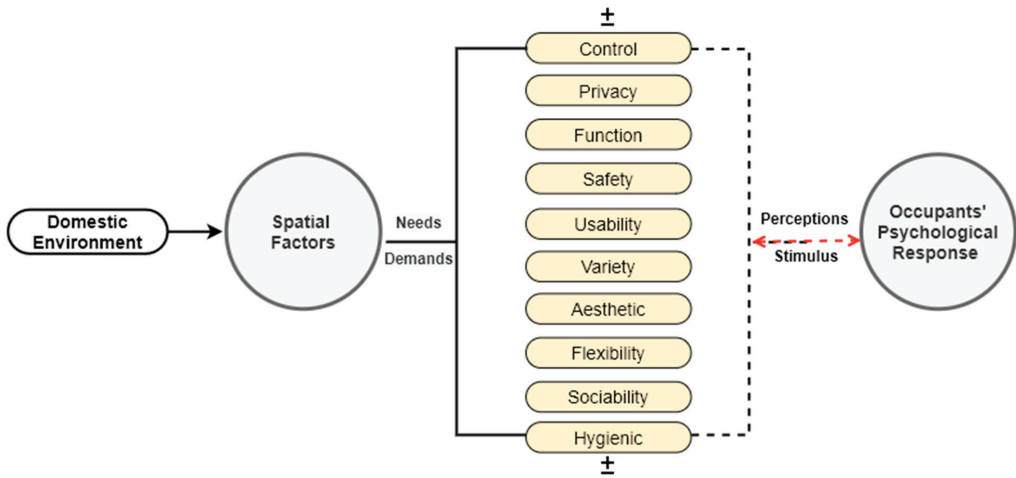 Domestic
Environment
Spatial
Factors
Needs
Demands
±
Control
Privacy
Function
Safety
Usability
Variety
Aesthetic
Flexibility
Sociability
Hygienic
±
Perceptions
Stimulus
Occupants'
Psychological
Response